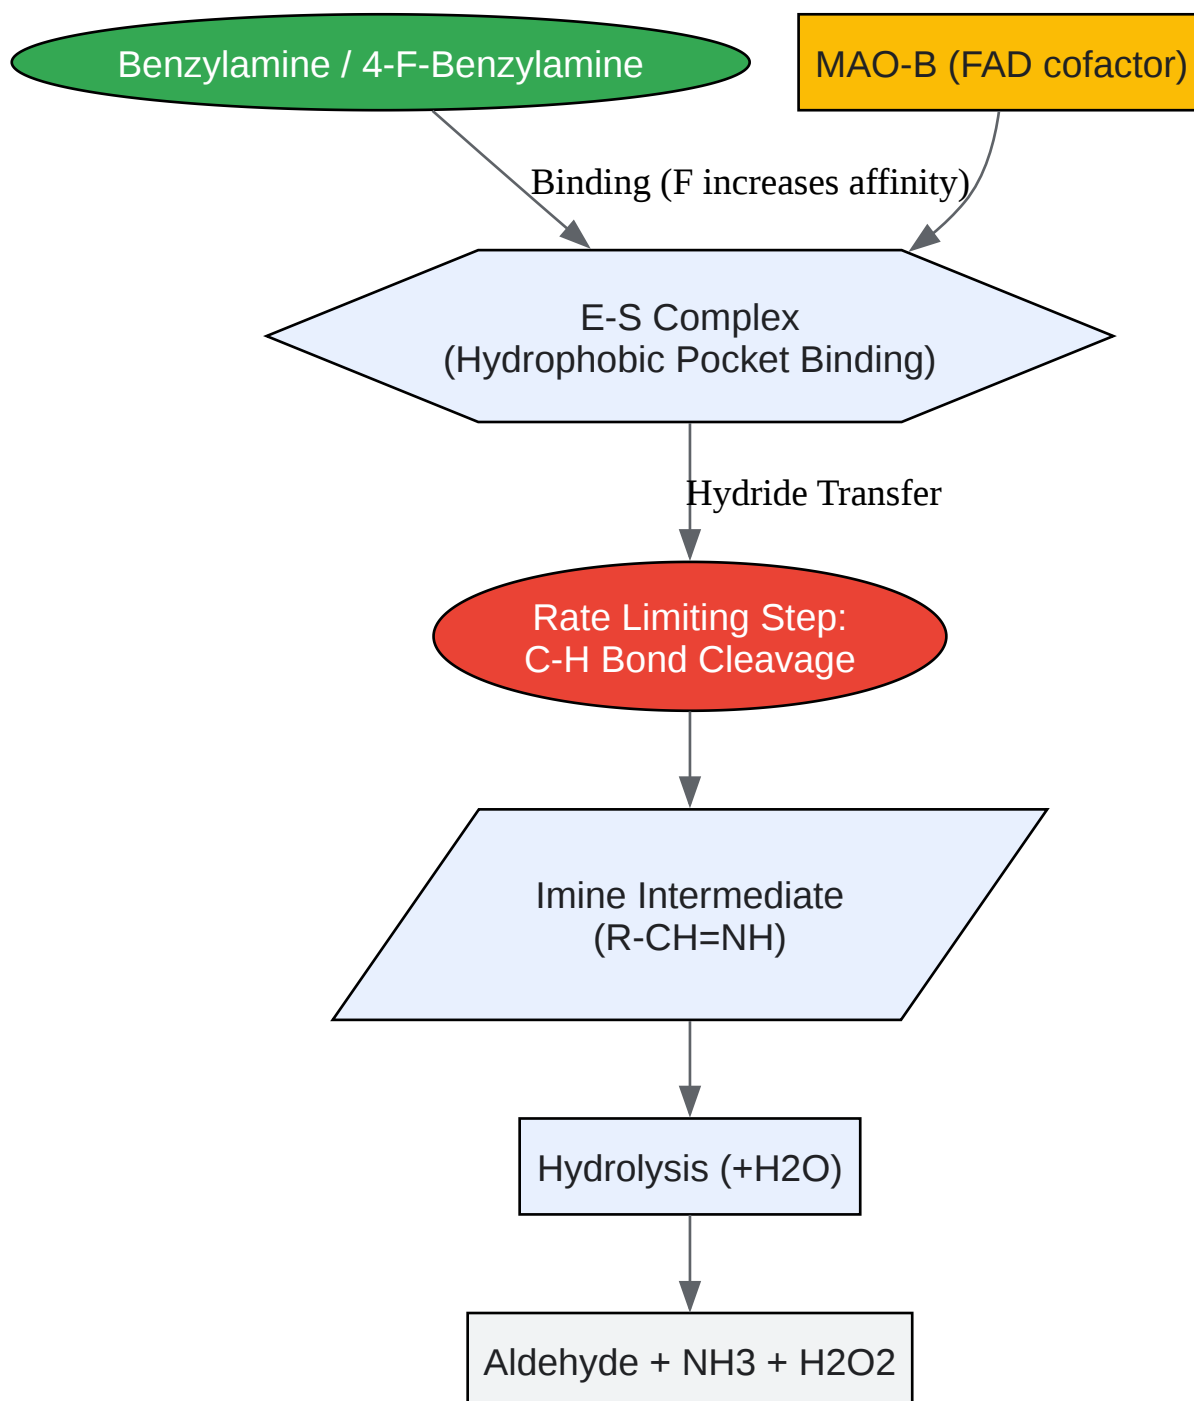 Benzylamine / 4-F-Benzylamine
MAO-B (FAD cofactor)
Binding (F increases affinity)
E-S Complex
(Hydrophobic Pocket Binding)
Hydride Transfer
Rate Limiting Step:
C-H Bond Cleavage
Imine Intermediate
(R-CH=NH)
Hydrolysis (+H2O)
Aldehyde + NH3 + H2O2